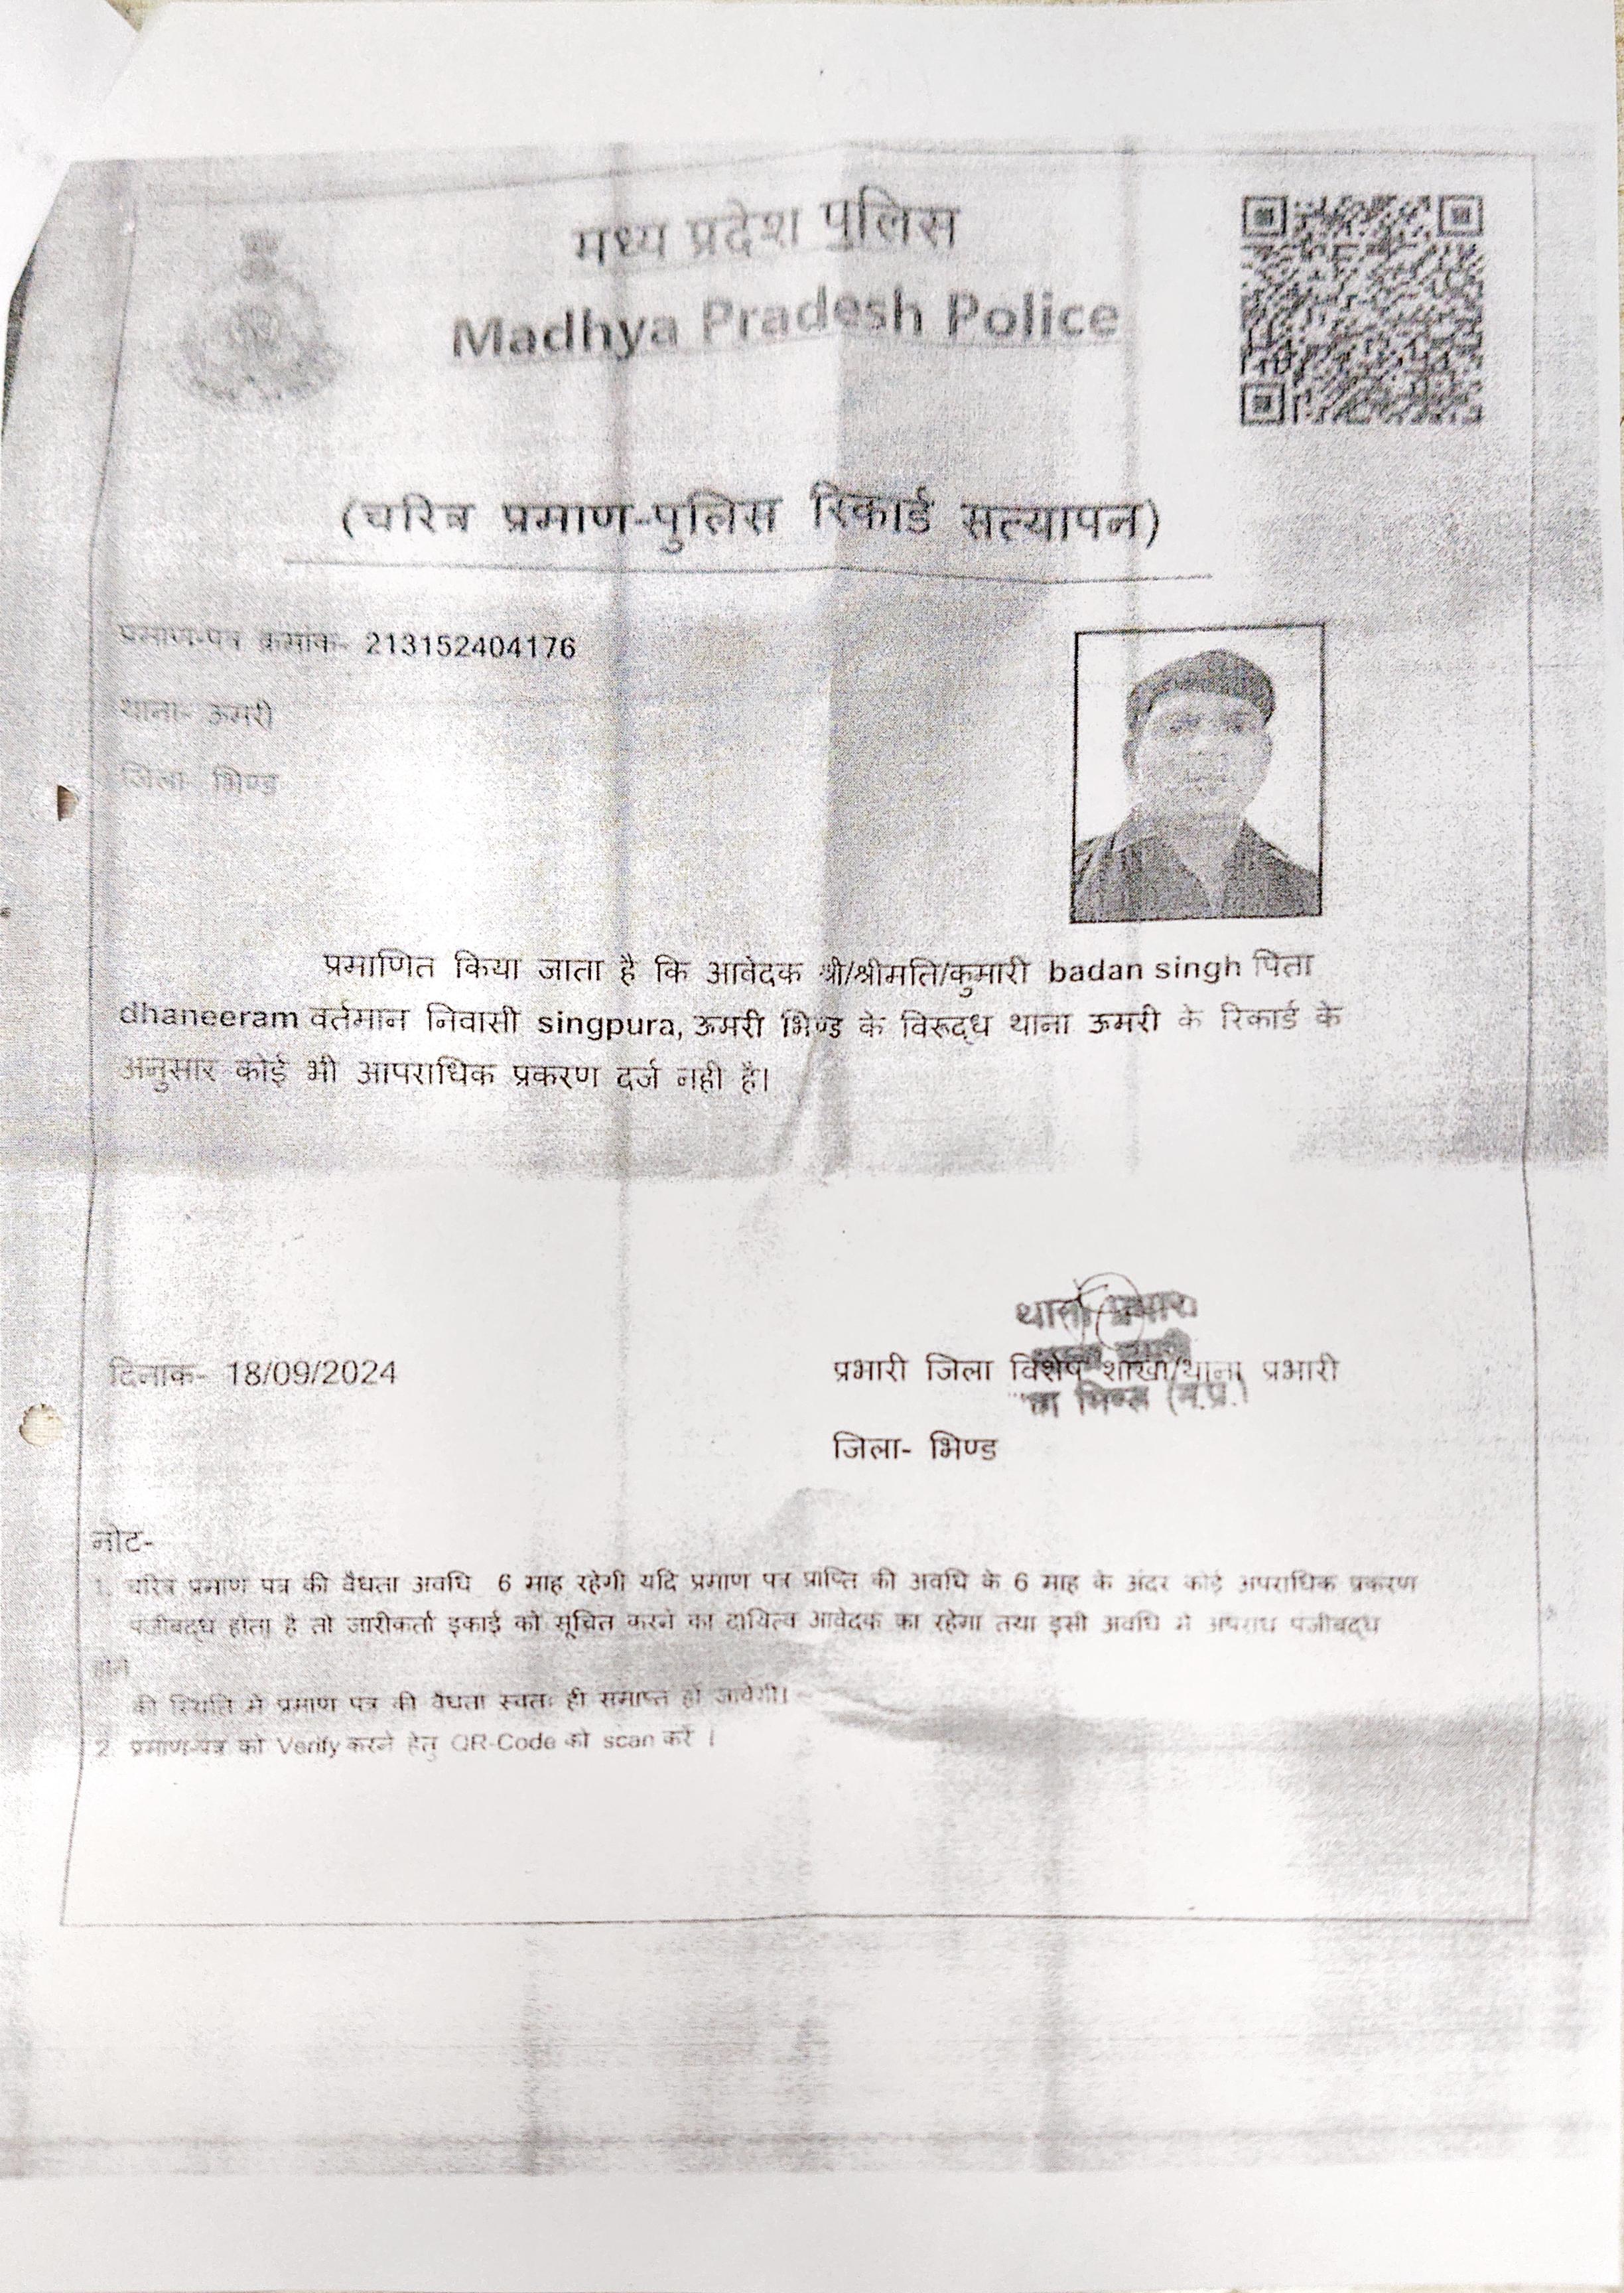 मध्य प्रदेश पुलिस
Madhya Pradesh Police
(चरित्र प्रमाण-पुलिस रिकार्ड सत्यापन)
प्रमाण-पत्र क्रमांक- 213152404176
थाना- ऊमरी
जिला- भिण्ड
प्रमाणित किया जाता है कि आवेदक श्री/श्रीमति/कुमारी badan singh पिता
dhaneeram वर्तमान निवासी singpura, ऊमरी भिण्ड के विरूद्ध थाना ऊमरी के रिकार्ड के
अनुसार कोई भी आपराधिक प्रकरण दर्ज नही है।
थाना प्रभारी
दिनाक- 18/09/2024
प्रभारी जिला विशेष शाखा/थाना प्रभारी
भिण्ड (म.प्र.)
जिला- भिण्ड
नोट-
1. चरित्र प्रमाण पत्र की वैधता अवधि 6 माह रहेगी यदि प्रमाण पत्र प्राप्ति की अवधि के 6 माह के अंदर कोई अपराधिक प्रकरण
पंजीबद्ध होता है तो जारीकर्ता इकाई को सूचित करने का दायित्व आवेदक का रहेगा तथा इसी अवधि मे अपराध पंजीबद्ध
होने
की स्थिति मे प्रमाण पत्र की वैधता स्वतः ही समाप्त हो जावेगी।
2. प्रमाण-पत्र को Verify करने हेतु QR-Code को scan करें ।